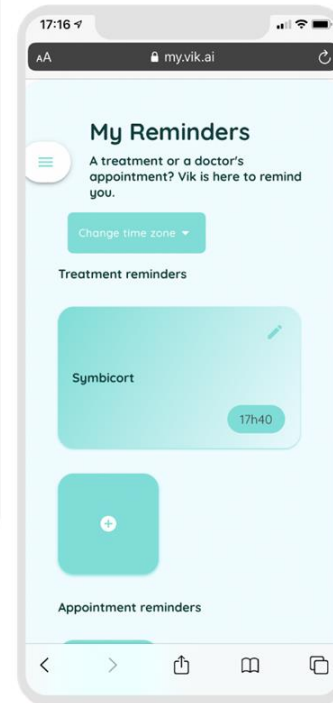 17:16
AA
my.vik.ai
My Reminders
A treatment or a doctor's
appointment? Vik is here to remind
you.
Change time zone
Treatment reminders
Symbicort
17h40
Appointment reminders